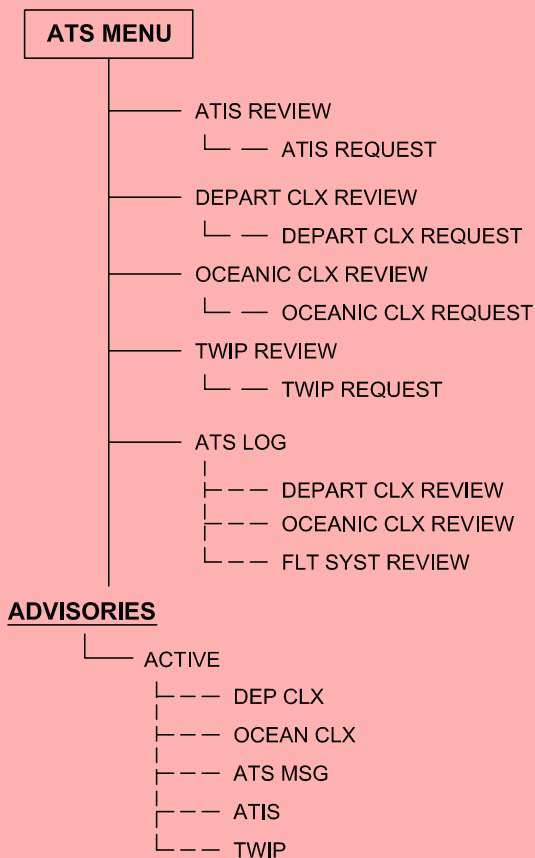 ATS MENU
ATIS REVIEW
ATIS REQUEST
DEPART CLX REVIEW
DEPART CLX REQUEST
OCEANIC CLX REVIEW
OCEANIC CLX REQUEST
TWIP REVIEW
TWIP REQUEST
ATS LOG
DEPART CLX REVIEW
OCEANIC CLX REVIEW
FLT SYST REVIEW
ADVISORIES
ACTIVE
DEP CLX
OCEAN CLX
ATS MSG
ATIS
TWIP